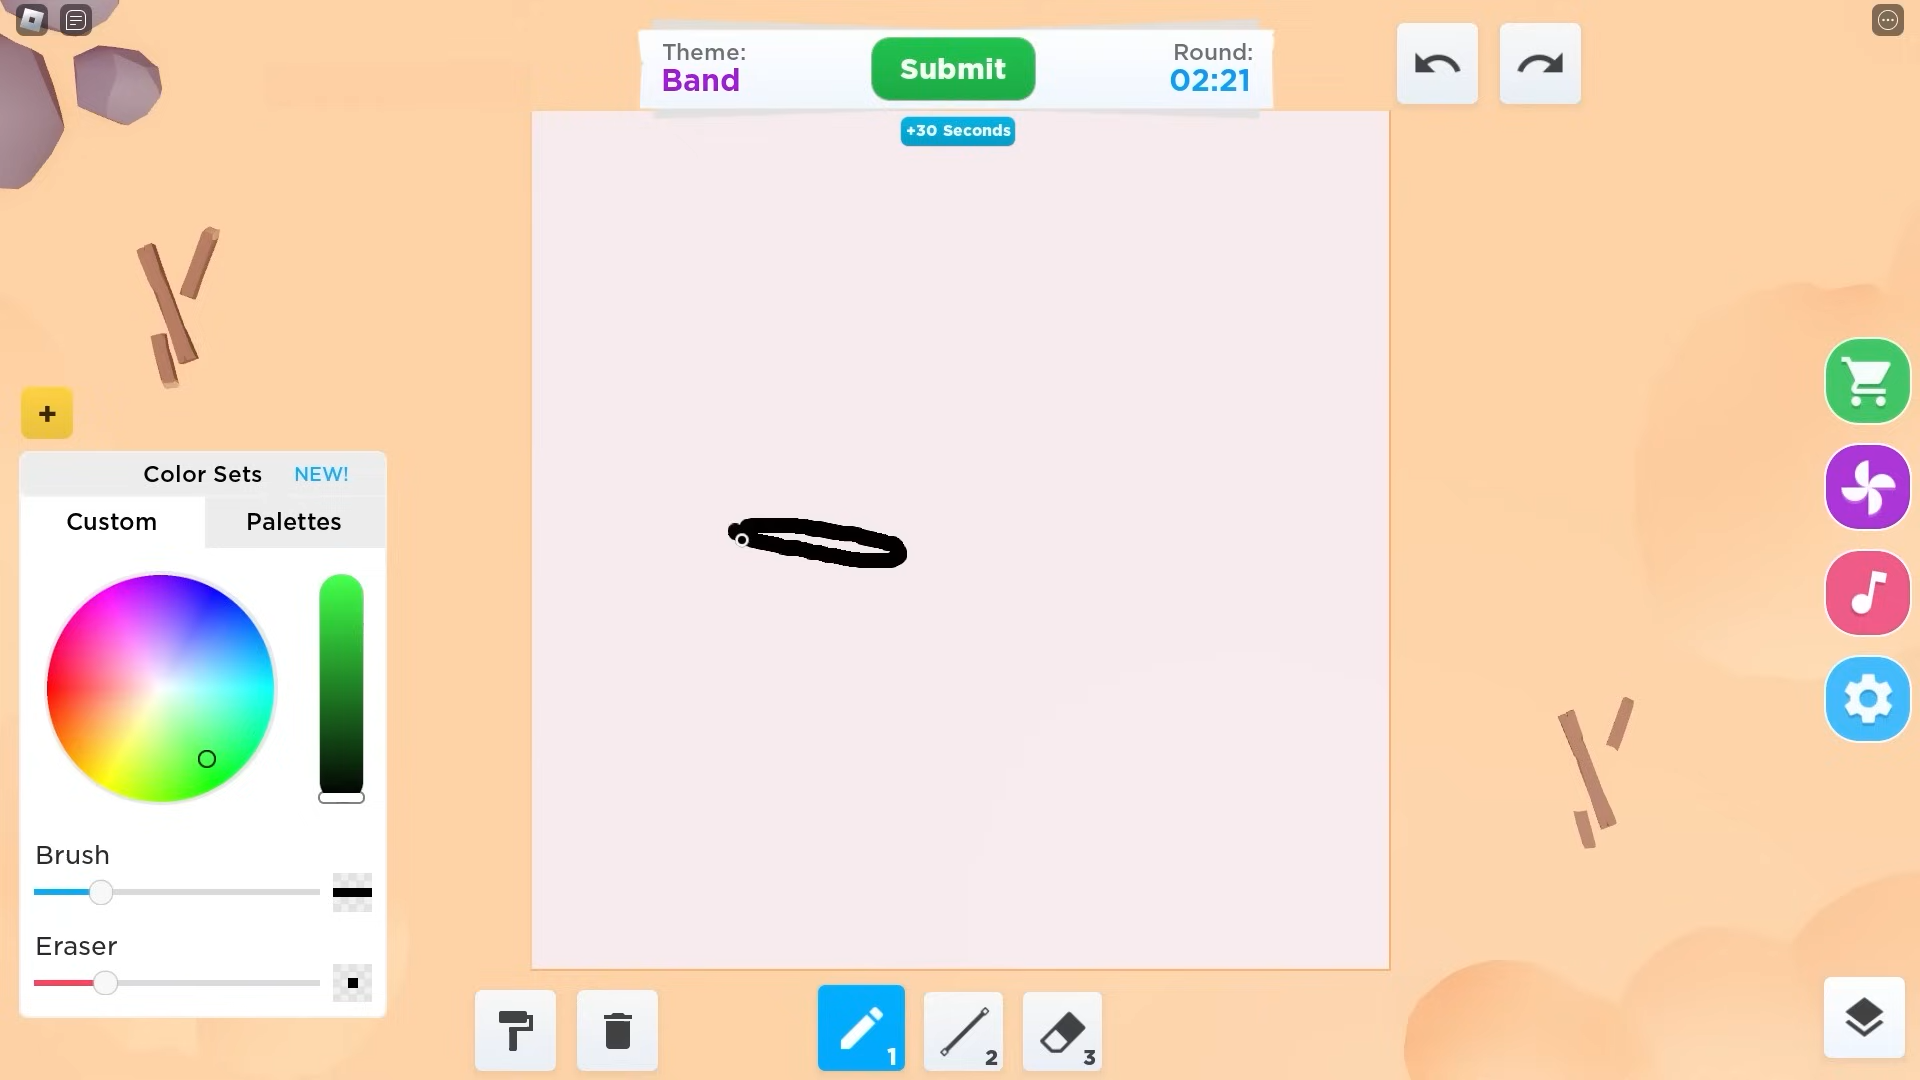 Theme:
Band
Submit
Round:
02:21
+30 Seconds
+
Color Sets NEW!
Custom Palettes
Brush
Eraser
1
2
3